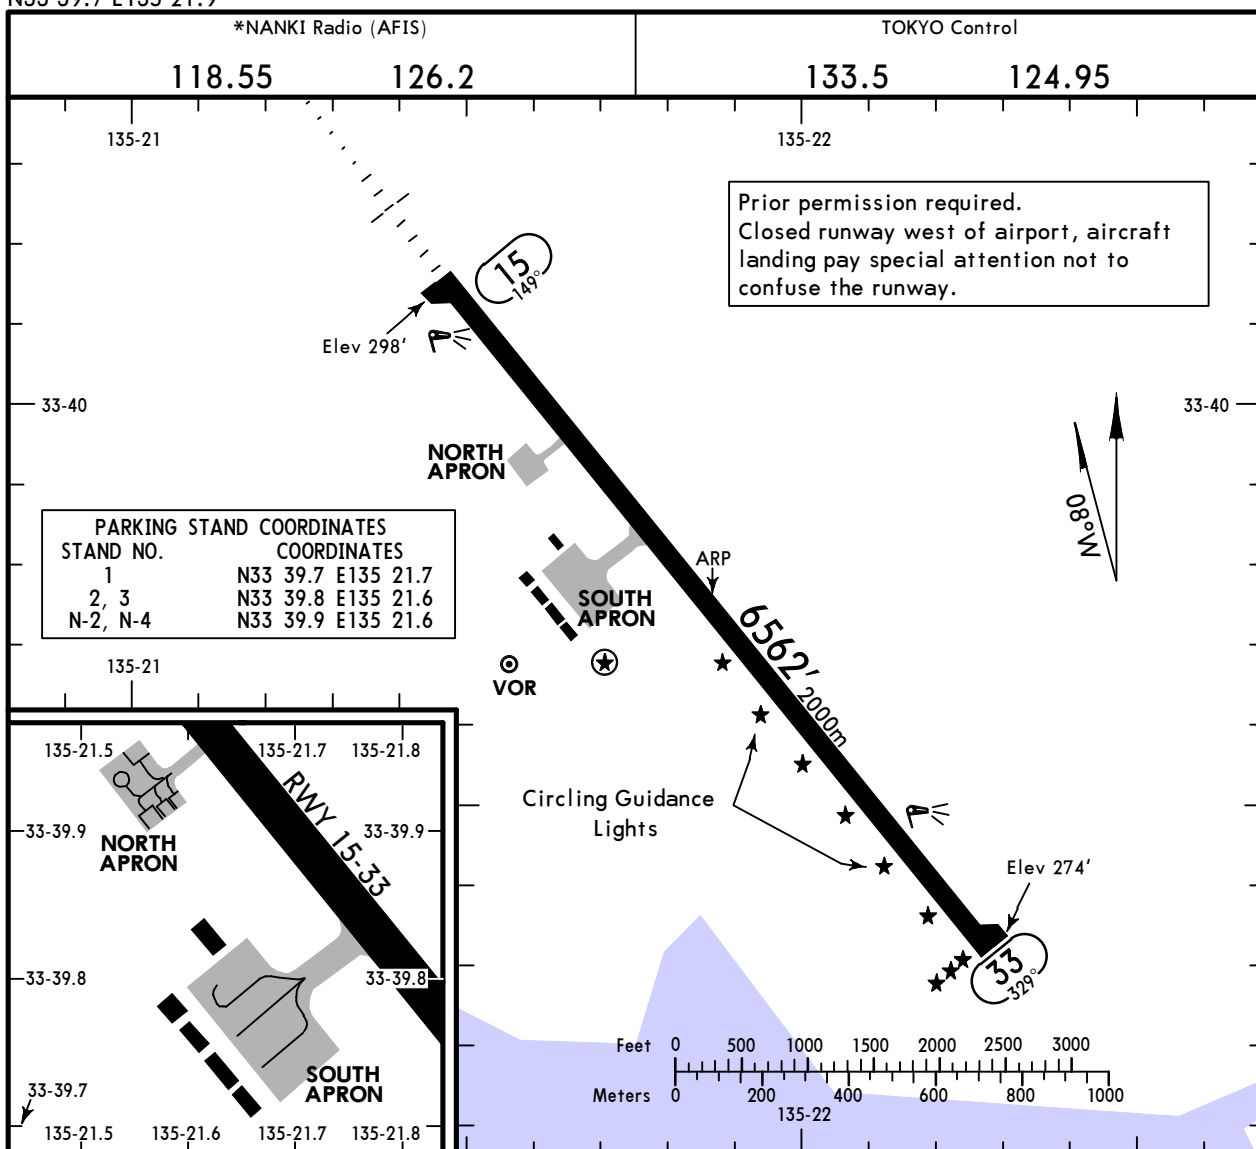 N33 39.7 E135 21.9
*NANKI Radio (AFIS)
118.55 126.2
TOKYO Control
133.5 124.95
135-21
135-22
Prior permission required.
Closed runway west of airport, aircraft
landing pay special attention not to
confuse the runway.
15
149°
Elev 298'
33-40
33-40
NORTH
APRON
08°W
PARKING STAND COORDINATES
STAND NO. COORDINATES
1 N33 39.7 E135 21.7
2, 3 N33 39.8 E135 21.6
N-2, N-4 N33 39.9 E135 21.6
ARP
SOUTH
APRON
6562'
2000m
135-21
VOR
Circling Guidance
Lights
Elev 274'
33
329°
135-21.5
135-21.7
135-21.8
RWY 15-33
33-39.9
33-39.9
NORTH
APRON
33-39.8
33-39.8
SOUTH
APRON
33-39.7
135-21.5
135-21.6
135-21.7
135-21.8
Feet 0 500 1000 1500 2000 2500 3000
Meters 0 200 400 600 800 1000
135-22